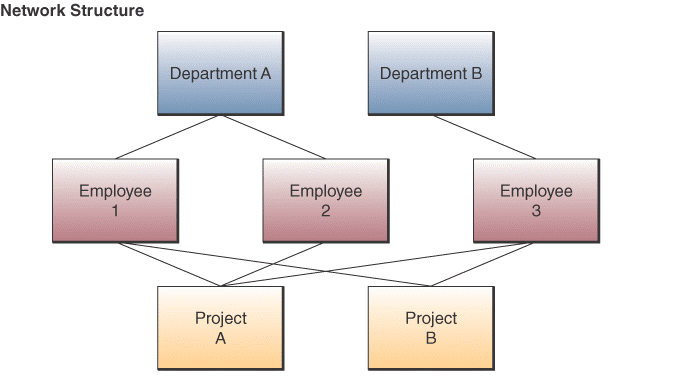 Network Structure
Department A
Department B
Employee
1
Employee
2
Employee
3
Project
A
Project
B